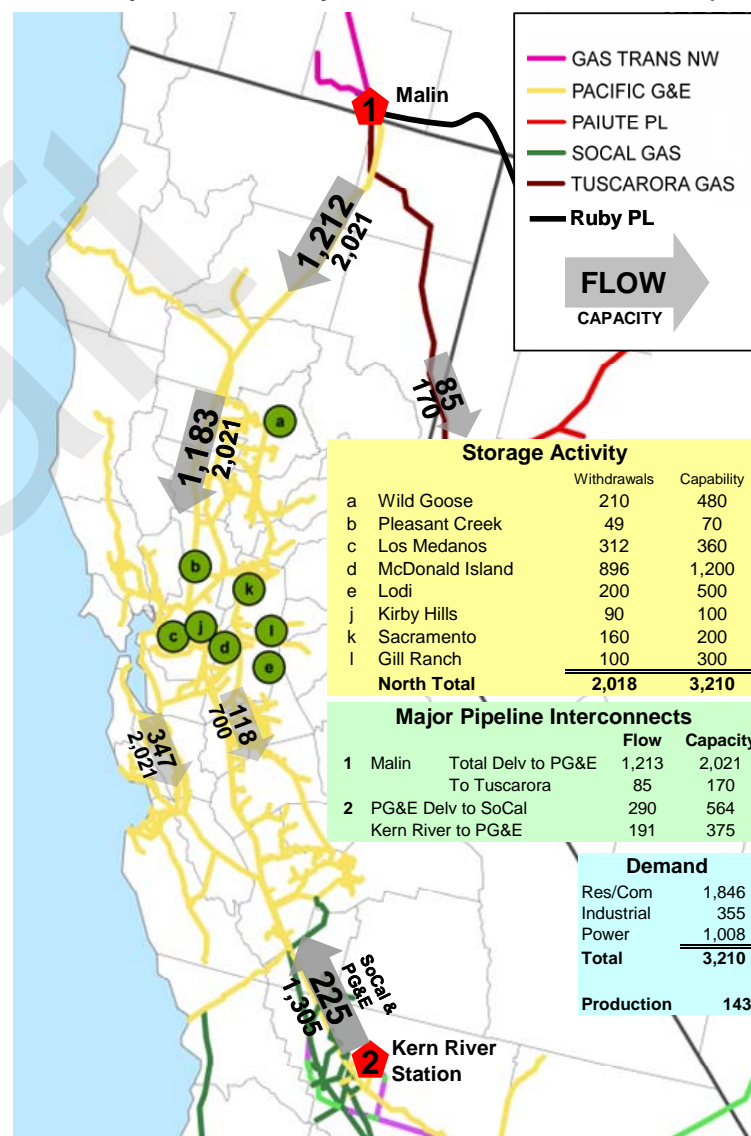 GAS TRANS NW
PACIFIC G&E
PAIUTE PL
SOCAL GAS
TUSCARORA GAS
Ruby PL
FLOW
CAPACITY
1
Malin
1,212
2,021
1,183
2,021
85
170
a
b
k
c
j
d
l
e
Storage Activity
Withdrawals Capability
a Wild Goose 210 480
b Pleasant Creek 49 70
c Los Medanos 312 360
d McDonald Island 896 1,200
e Lodi 200 500
j Kirby Hills 90 100
k Sacramento 160 200
l Gill Ranch 100 300
North Total 2,018 3,210
347
2,021
118
700
Major Pipeline Interconnects
Flow Capacity
1 Malin Total Delv to PG&E 1,213 2,021
To Tuscarora 85 170
2 PG&E Delv to SoCal 290 564
Kern River to PG&E 191 375
Demand
Res/Com 1,846
Industrial 355
Power 1,008
Total 3,210
Production 143
225
1,305
SoCal &
PG&E
2
Kern River
Station